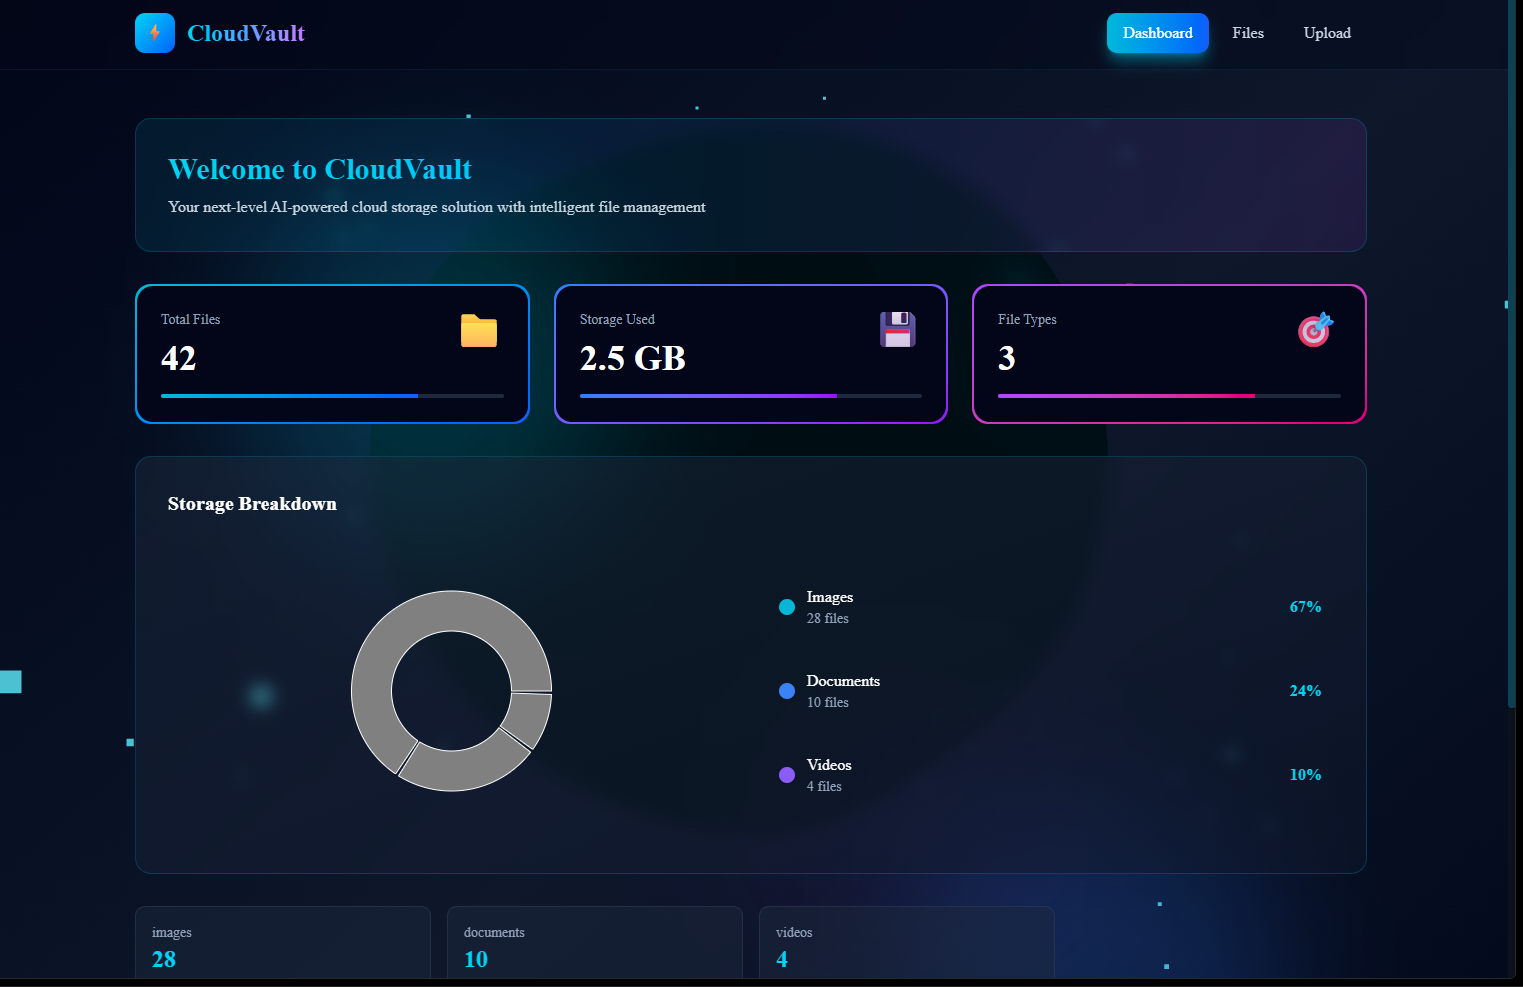 CloudVault
Dashboard
Files
Upload
Welcome to CloudVault
Your next-level AI-powered cloud storage solution with intelligent file management
Total Files
42
Storage Used
2.5 GB
File Types
3
Storage Breakdown
Images
28 files
67%
Documents
10 files
24%
Videos
4 files
10%
images
28
documents
10
videos
4